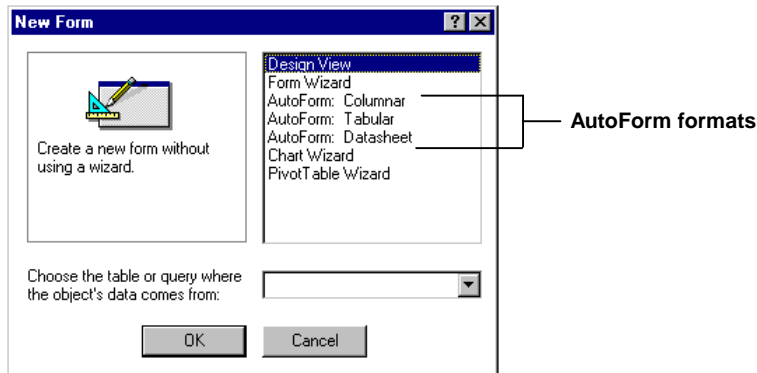 New Form
Design View
Form Wizard
AutoForm: Columnar
AutoForm: Tabular
AutoForm: Datasheet
Chart Wizard
PivotTable Wizard
AutoForm formats
Create a new form without
using a wizard.
Choose the table or query where
the object's data comes from:
OK
Cancel